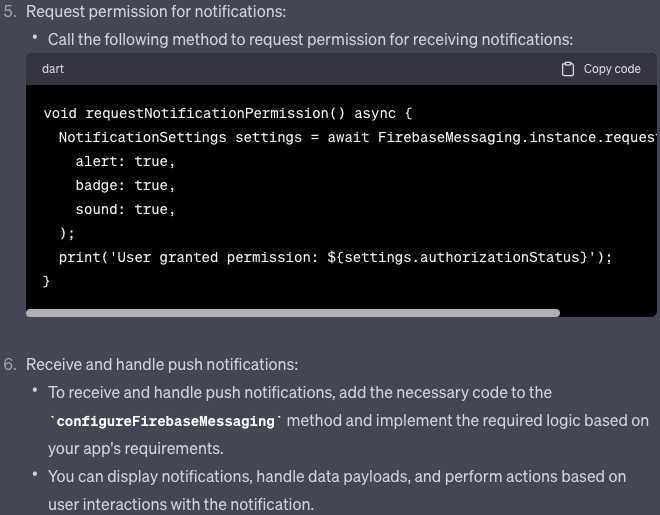 5. Request permission for notifications:
• Call the following method to request permission for receiving notifications:
dart Copy code
void requestNotificationPermission() async {
  NotificationSettings settings = await FirebaseMessaging.instance.reques
    alert: true,
    badge: true,
    sound: true,
  );
  print('User granted permission: ${settings.authorizationStatus}');
}
6. Receive and handle push notifications:
• To receive and handle push notifications, add the necessary code to the
`configureFirebaseMessaging` method and implement the required logic based on
your app's requirements.
• You can display notifications, handle data payloads, and perform actions based on
user interactions with the notification.